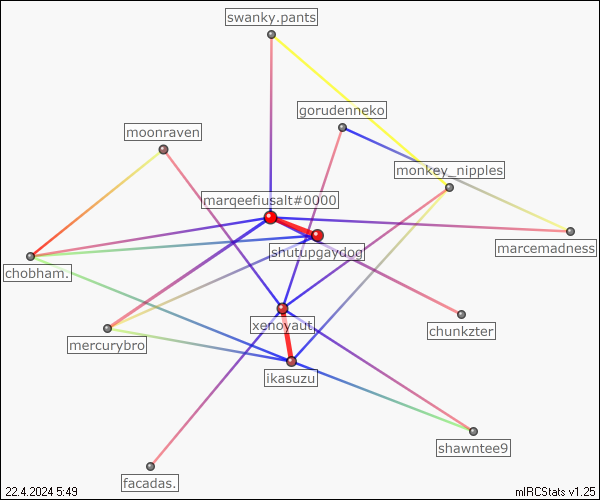 swanky.pants
gorudenneko
moonraven
monkey_nipples
marqeefiusalt#0000
marcemadness
shutupgaydog
chobham.
xenoyaut
chunkzter
mercurybro
ikasuzu
shawntee9
facadas.
22.4.2024 5:49
mIRCStats v1.25